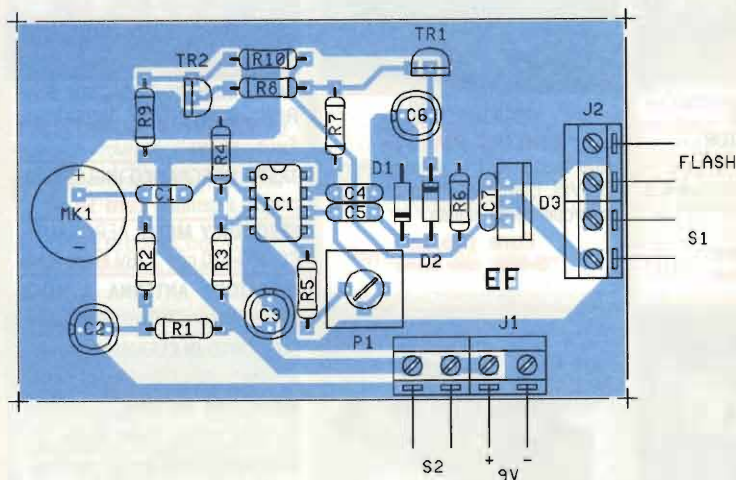 TR1
TR2
R10
R8
J2
R9
R7
C6
FLASH
R4
D1
+
MK1
C1
IC1
C4
C5
R6
C7
D3
S1
-
R2
R3
D2
EF
R5
C2
R1
C3
P1
J1
S2
+
-
9V